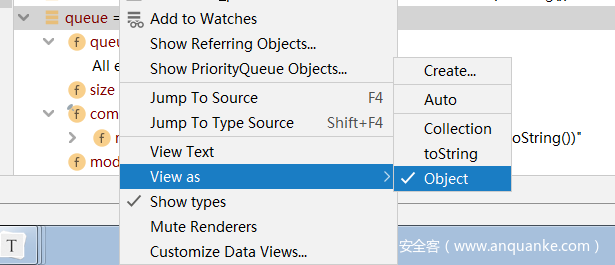 queue =
Add to Watches
f queu
Show Referring Objects...
All e
Show PriorityQueue Objects...
Create...
f size
Auto
Jump To Source F4
f com
Jump To Type Source Shift+F4
Collection
oString())"
toString
f mod
View Text
View as
Object
Show types
Mute Renderers
Customize Data Views...
T
安全客（www.anquanke.com）